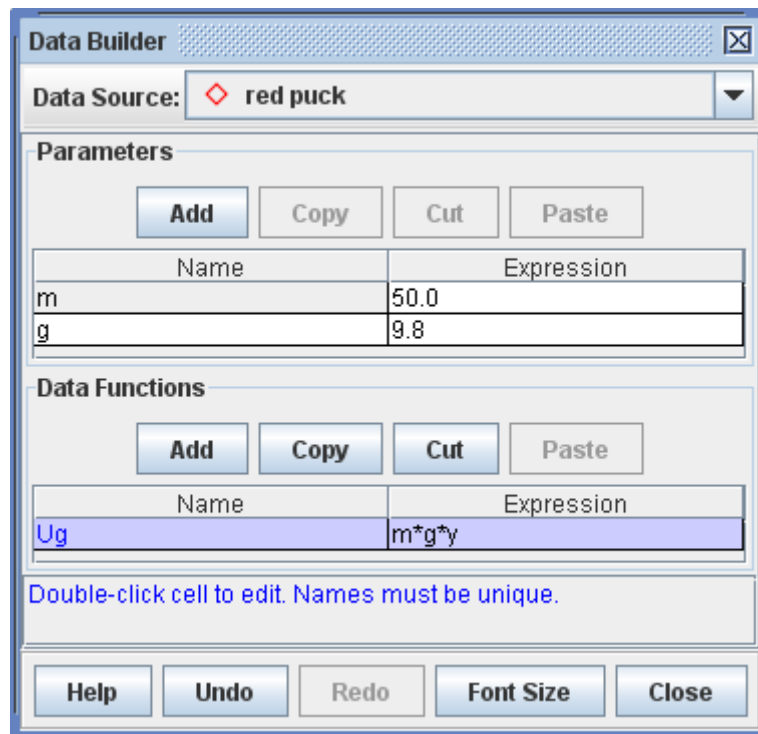 Data Builder
Data Source: red puck
Parameters
Add Copy Cut Paste
Name Expression
m 50.0
g 9.8
Data Functions
Add Copy Cut Paste
Name Expression
Ug m*g*y
Double-click cell to edit. Names must be unique.
Help Undo Redo Font Size Close